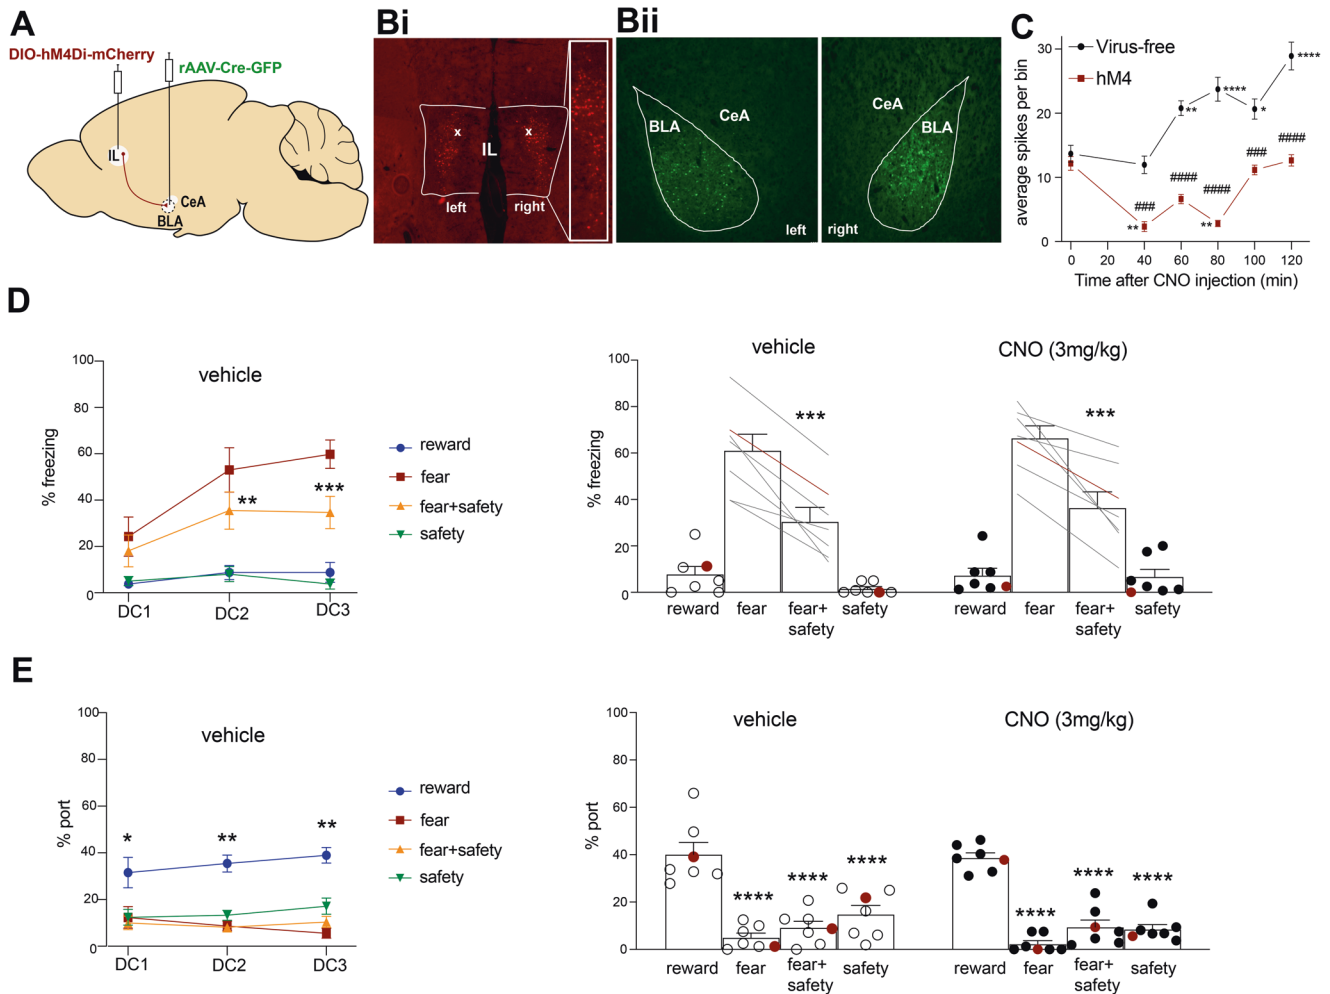 A
DIO-hM4Di-mCherry
rAAV-Cre-GFP
IL
CeA
BLA
Bi
x
x
IL
left
right
Bii
CeA
BLA
left
CeA
BLA
right
C
average spikes per bin
30
20
10
0
Virus-free
hM4
**
****
*
****
###
####
####
###
####
**
**
0
20
40
60
80
100
120
Time after CNO injection (min)
D
vehicle
% freezing
100
80
60
40
20
0
**
***
DC1
DC2
DC3
reward
fear
fear+safety
safety
vehicle
CNO (3mg/kg)
% freezing
100
80
60
40
20
0
***
***
reward
fear
fear+
safety
safety
reward
fear
fear+
safety
safety
E
vehicle
% port
100
80
60
40
20
0
*
**
**
DC1
DC2
DC3
reward
fear
fear+safety
safety
vehicle
CNO (3mg/kg)
% port
100
80
60
40
20
0
****
****
****
****
****
****
reward
fear
fear+
safety
safety
reward
fear
fear+
safety
safety